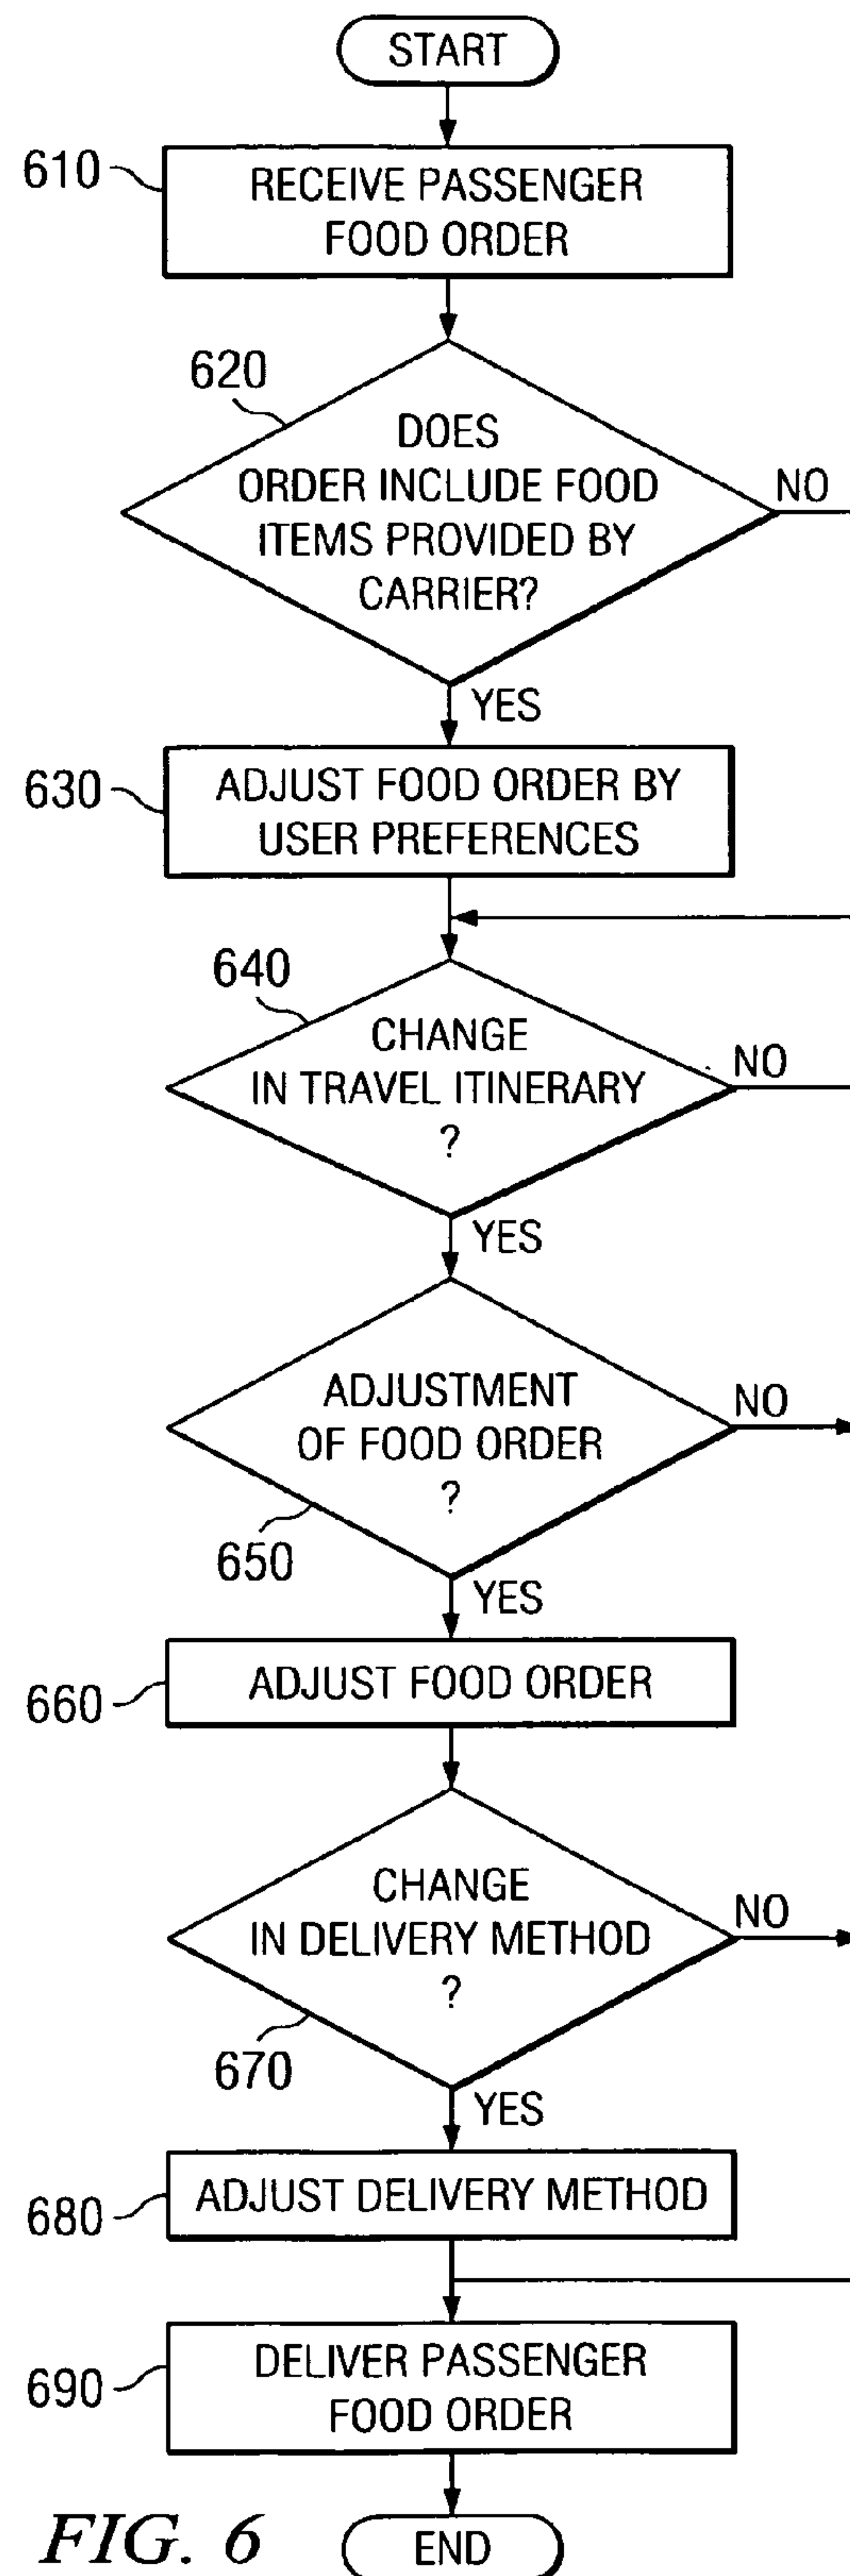 START
610
RECEIVE PASSENGER
FOOD ORDER
620
DOES
ORDER INCLUDE FOOD
ITEMS PROVIDED BY
CARRIER?
NO
YES
630
ADJUST FOOD ORDER BY
USER PREFERENCES
640
CHANGE
IN TRAVEL ITINERARY
?
NO
YES
ADJUSTMENT
OF FOOD ORDER
?
NO
650
YES
660
ADJUST FOOD ORDER
CHANGE
IN DELIVERY METHOD
?
NO
670
YES
680
ADJUST DELIVERY METHOD
690
DELIVER PASSENGER
FOOD ORDER
FIG. 6
END